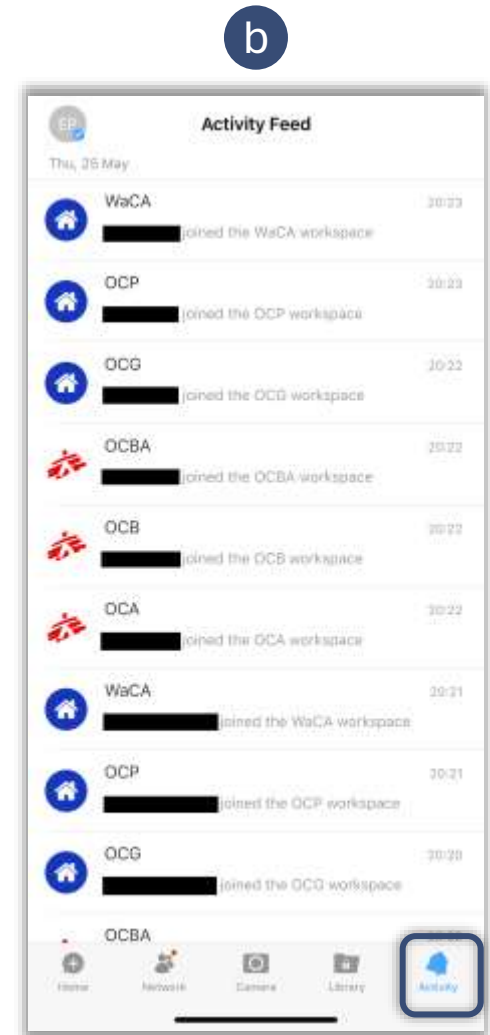 b
EP
Activity Feed
Thu, 25 May
WaCA 20:23
joined the WaCA workspace
OCP 20:23
joined the OCP workspace
OCG 20:22
joined the OCG workspace
OCBA 20:22
joined the OCBA workspace
OCB 20:22
joined the OCB workspace
OCA 20:22
joined the OCA workspace
WaCA 20:21
joined the WaCA workspace
OCP 20:21
joined the OCP workspace
OCG 20:20
joined the OCG workspace
OCBA
Home Network Camera Library Activity